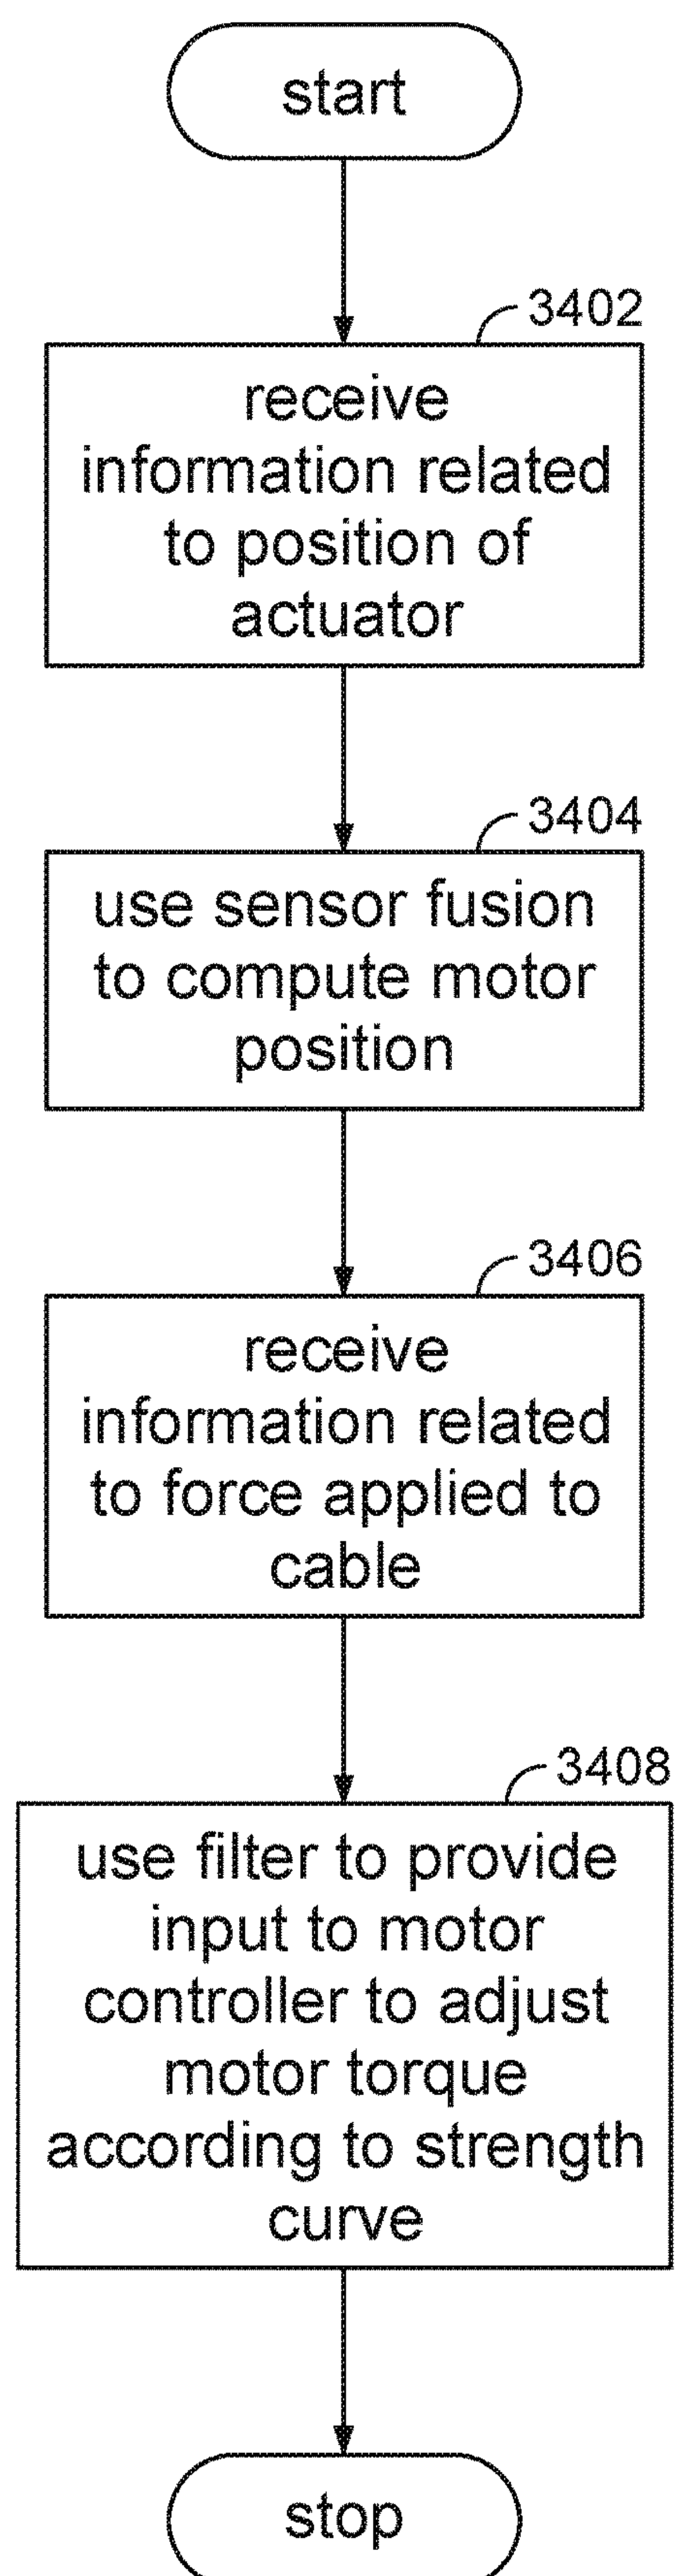 start
3402
receive
information related
to position of
actuator
3404
use sensor fusion
to compute motor
position
3406
receive
information related
to force applied to
cable
3408
use filter to provide
input to motor
controller to adjust
motor torque
according to strength
curve
stop